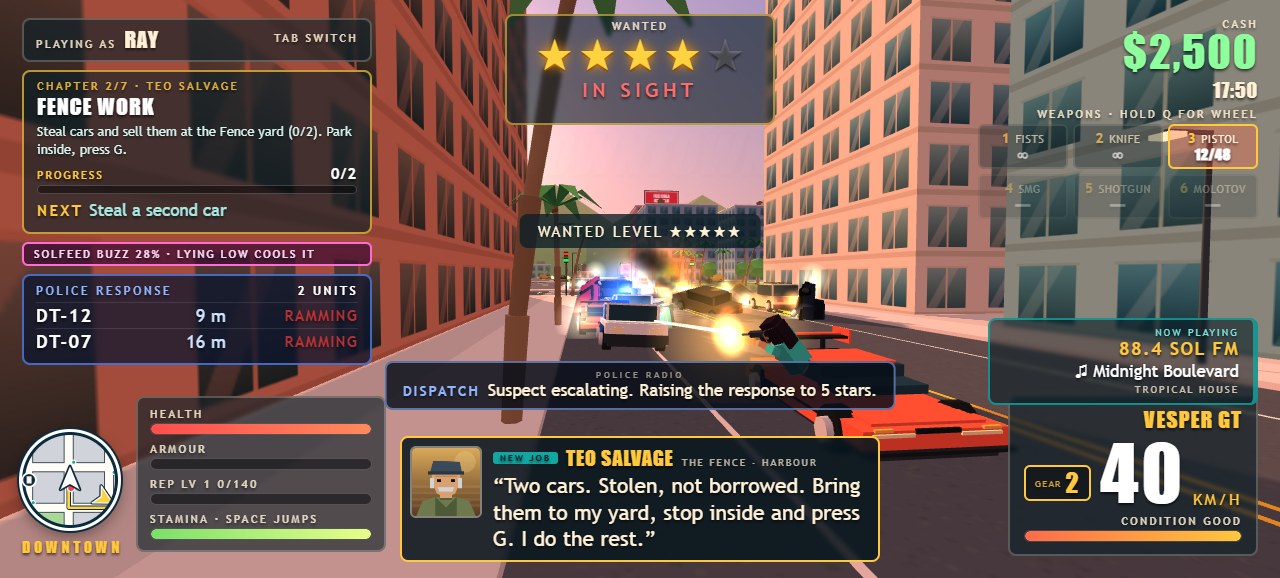 PLAYING AS RAY TAB SWITCH
CHAPTER 2/7 · TEO SALVAGE
FENCE WORK
Steal cars and sell them at the Fence yard (0/2). Park
inside, press G.
PROGRESS 0/2
NEXT Steal a second car
SOLFEED BUZZ 28% · LYING LOW COOLS IT
POLICE RESPONSE 2 UNITS
DT-12 9 m RAMMING
DT-07 16 m RAMMING
HEALTH
ARMOUR
REP LV 1 0/140
STAMINA · SPACE JUMPS
DOWNTOWN
WANTED
IN SIGHT
WANTED LEVEL ★★★★★
POLICE RADIO
DISPATCH Suspect escalating. Raising the response to 5 stars.
NEW JOB TEO SALVAGE THE FENCE · HARBOUR
“Two cars. Stolen, not borrowed. Bring
them to my yard, stop inside and press
G. I do the rest.”
CASH
$2,500
17:50
WEAPONS · HOLD Q FOR WHEEL
1 FISTS 2 KNIFE 3 PISTOL
∞ ∞ 12/48
4 SMG 5 SHOTGUN 6 MOLOTOV
— — —
NOW PLAYING
88.4 SOL FM
♫ Midnight Boulevard
TROPICAL HOUSE
VESPER GT
GEAR 2 40 KM/H
CONDITION GOOD